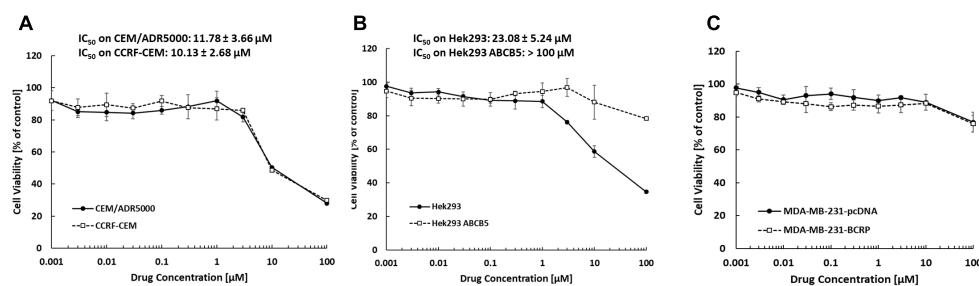 A
IC50 on CEM/ADR5000: 11.78 ± 3.66 μM
IC50 on CCRF-CEM: 10.13 ± 2.68 μM
Cell Viability [% of control]
120
100
80
60
40
20
0
CEM/ADR5000
CCRF-CEM
0.001 0.01 0.1 1 10 100
Drug Concentration [μM]
B
IC50 on Hek293: 23.08 ± 5.24 μM
IC50 on Hek293 ABCB5: > 100 μM
Cell Viability [% of control]
120
100
80
60
40
20
0
Hek293
Hek293 ABCB5
0.001 0.01 0.1 1 10 100
Drug Concentration [μM]
C
Cell Viability [% of control]
120
100
80
60
40
20
0
MDA-MB-231-pcDNA
MDA-MB-231-BCRP
0.001 0.01 0.1 1 10 100
Drug Concentration [μM]